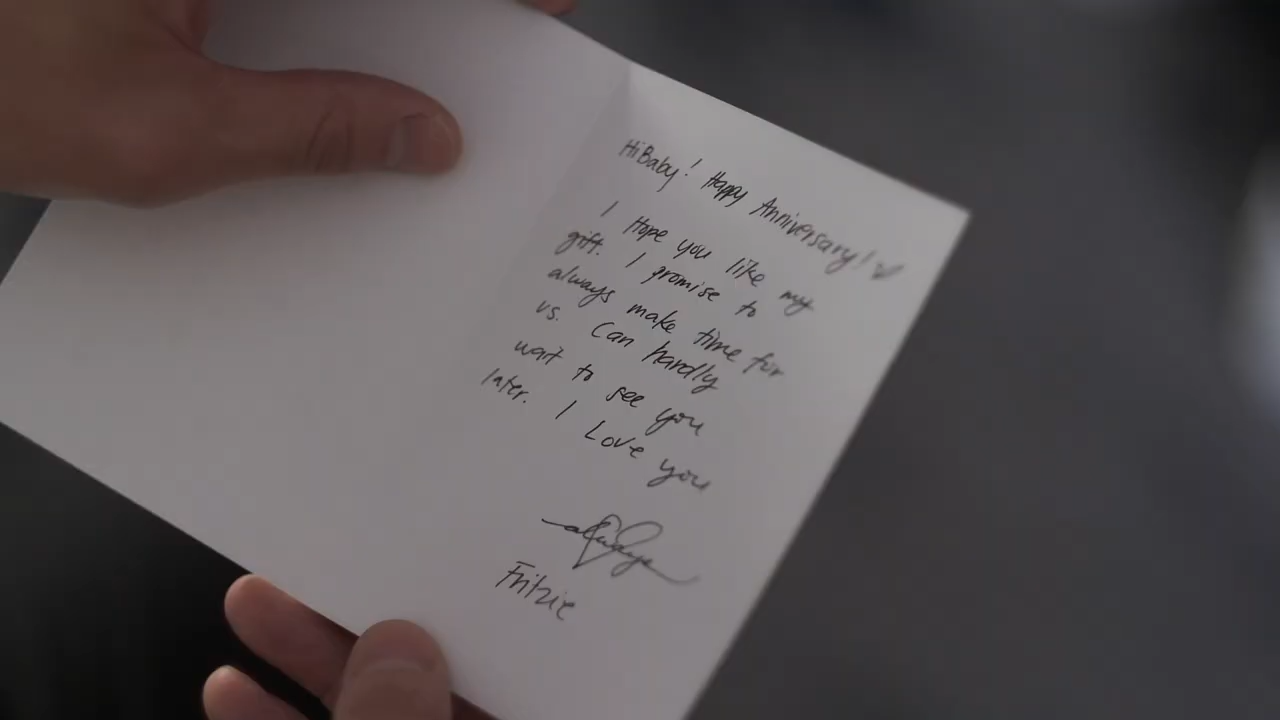 Hi Baby! Happy Anniversary! ♡
I Hope you like my
gift. I promise to
always make time for
us. Can hardly
wait to see you
later. I Love you
always
Fritzie